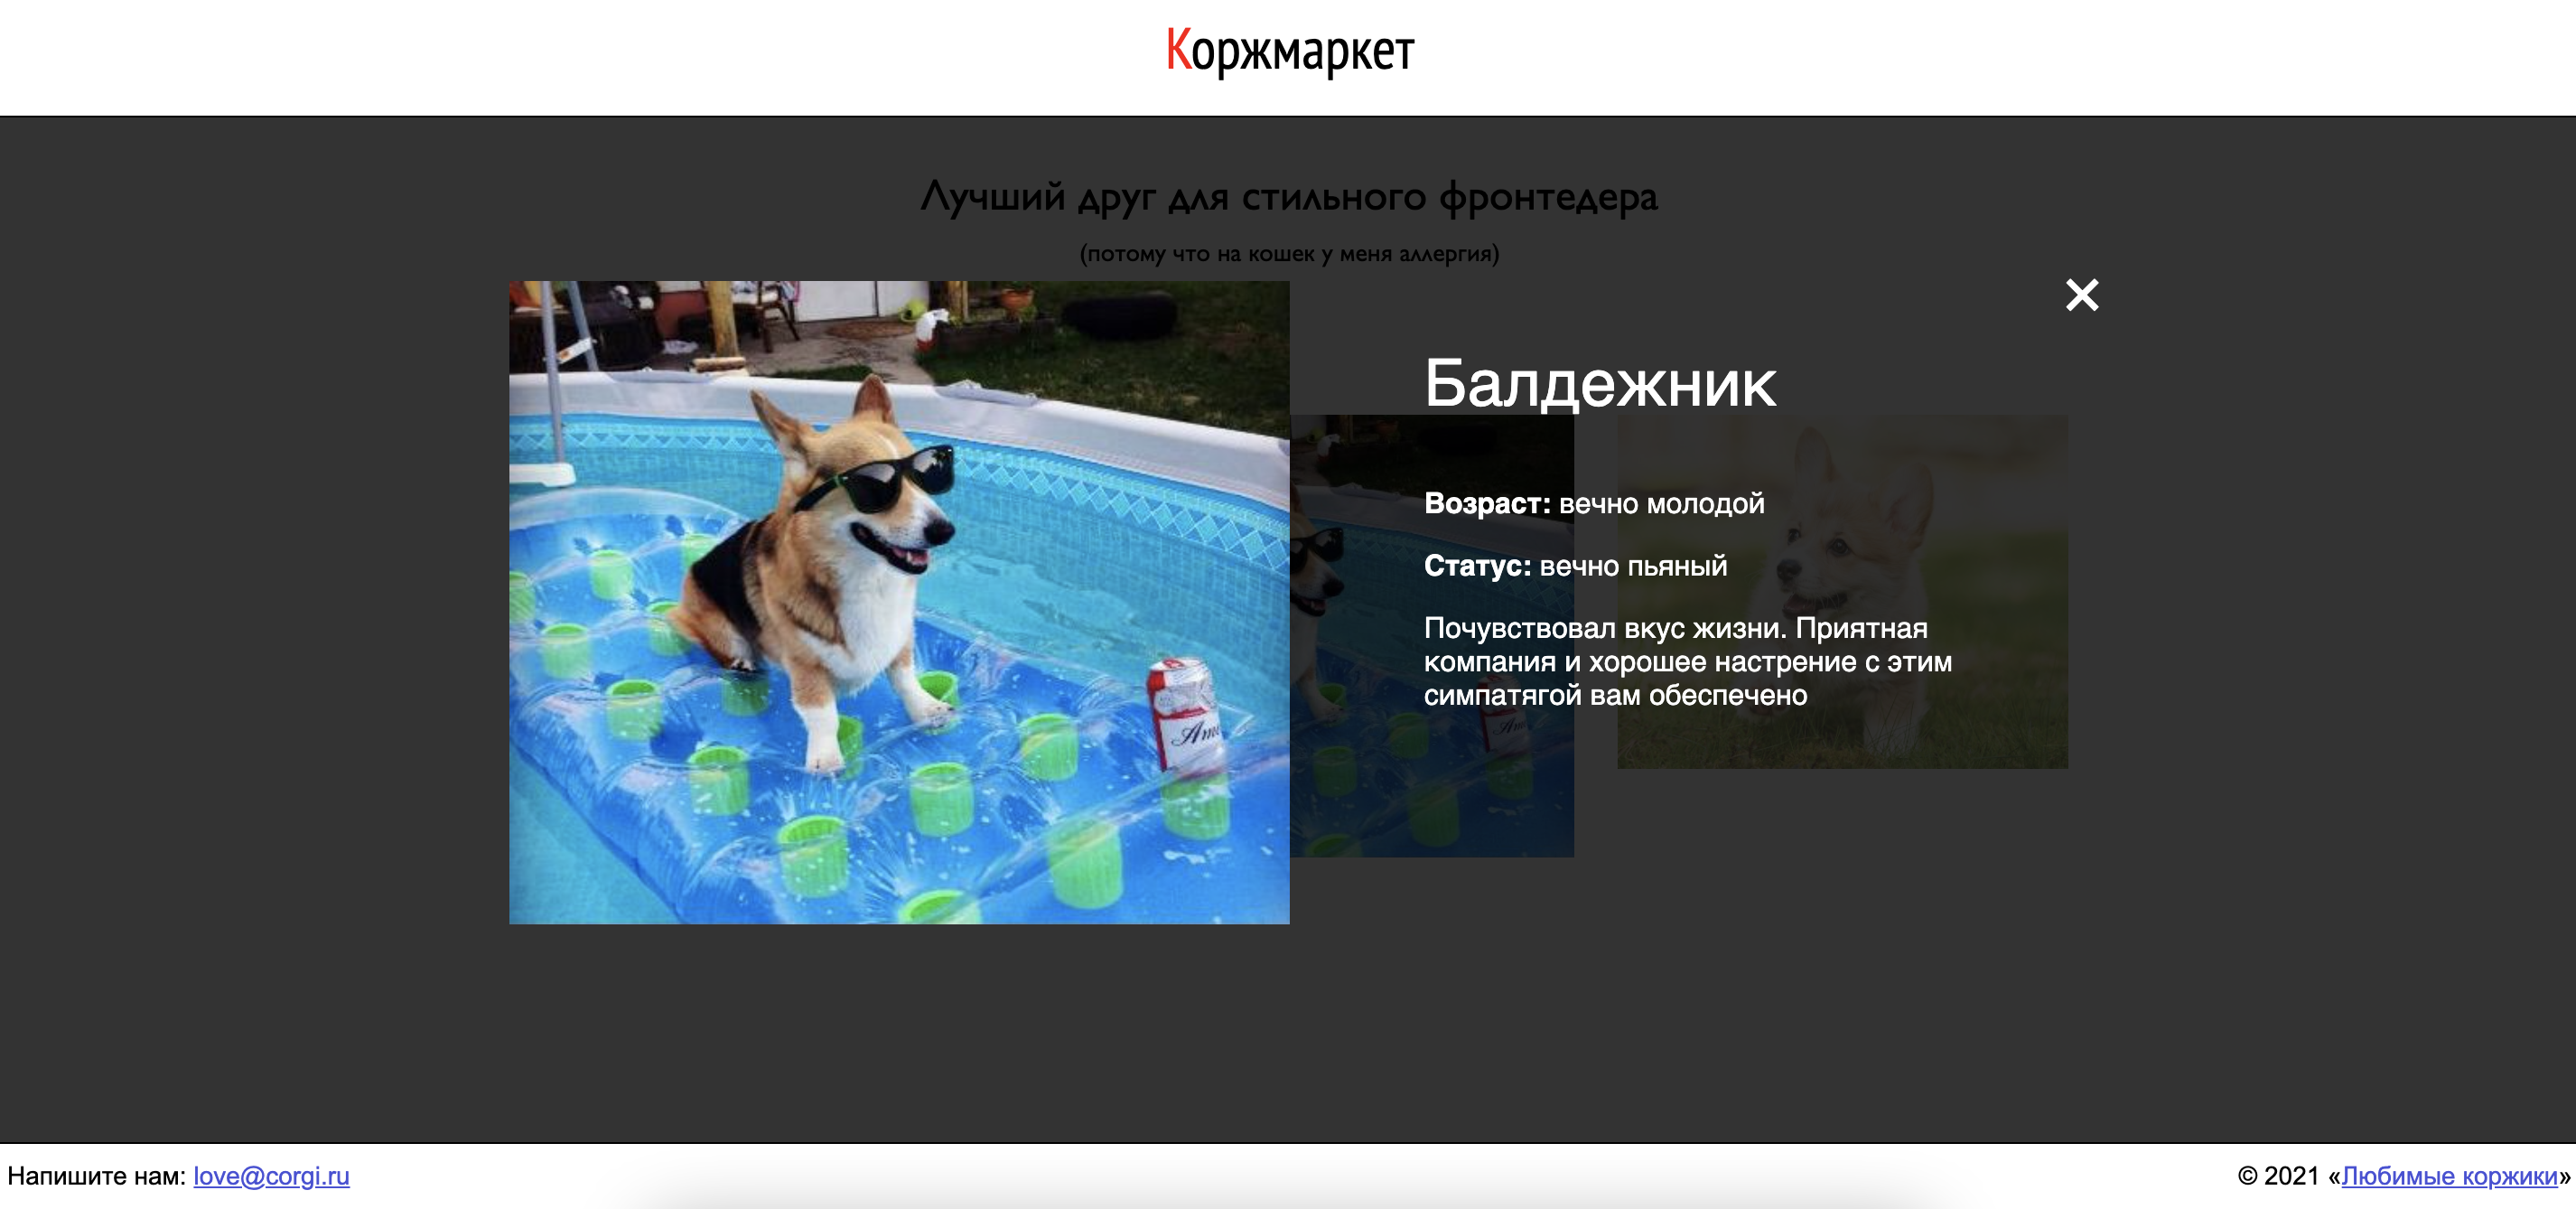 Коржмаркет
Лучший друг для стильного фронтедера
(потому что на кошек у меня аллергия)
Балдежник
Возраст: вечно молодой
Статус: вечно пьяный
Почувствовал вкус жизни. Приятная
компания и хорошее настрение с этим
симпатягой вам обеспечено
Напишите нам: love@corgi.ru
© 2021 «Любимые коржики»